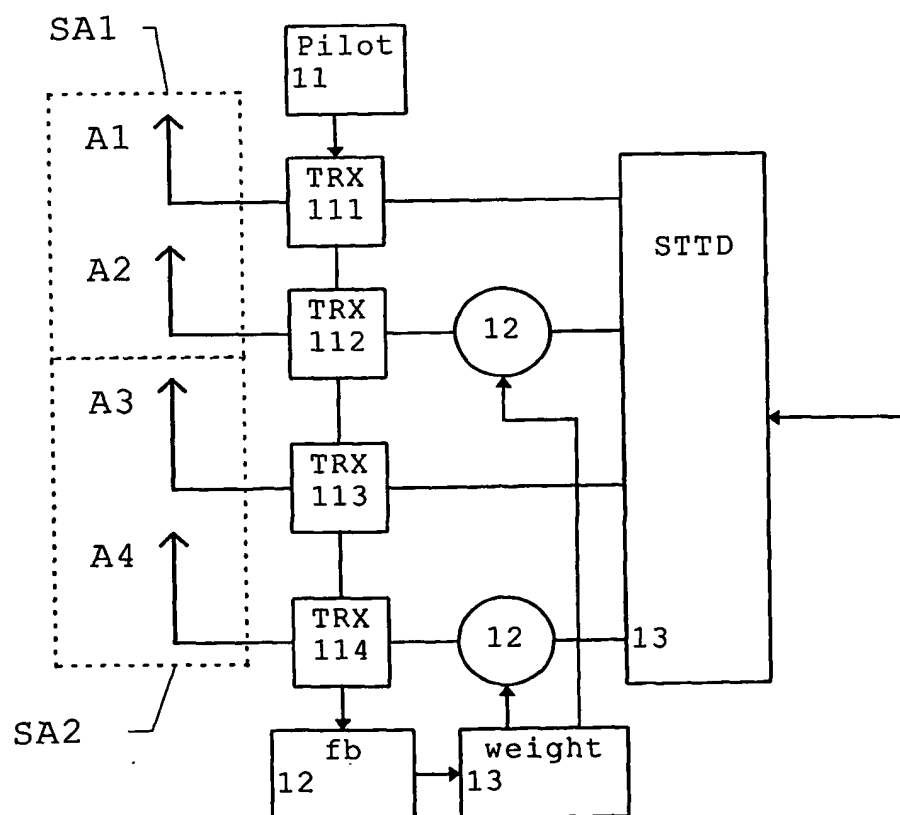 SA1
Pilot
11
A1
TRX
111
STTD
A2
TRX
112
12
A3
TRX
113
A4
TRX
114
12
13
SA2
fb
12
weight
13